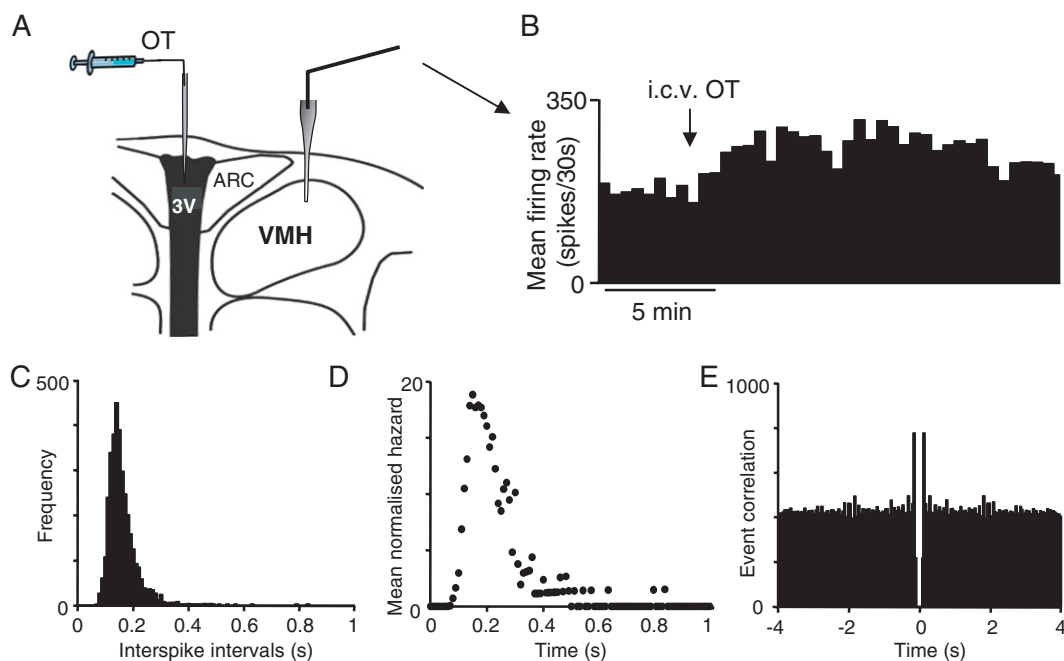 A
OT
ARC
3V
VMH
B
i.c.v. OT
350
Mean firing rate
(spikes/30s)
0
5 min
C
500
Frequency
0
0 0.2 0.4 0.6 0.8 1
Interspike intervals (s)
D
20
Mean normalised hazard
0
0 0.2 0.4 0.6 0.8 1
Time (s)
E
1000
Event correlation
0
-4 -2 0 2 4
Time (s)